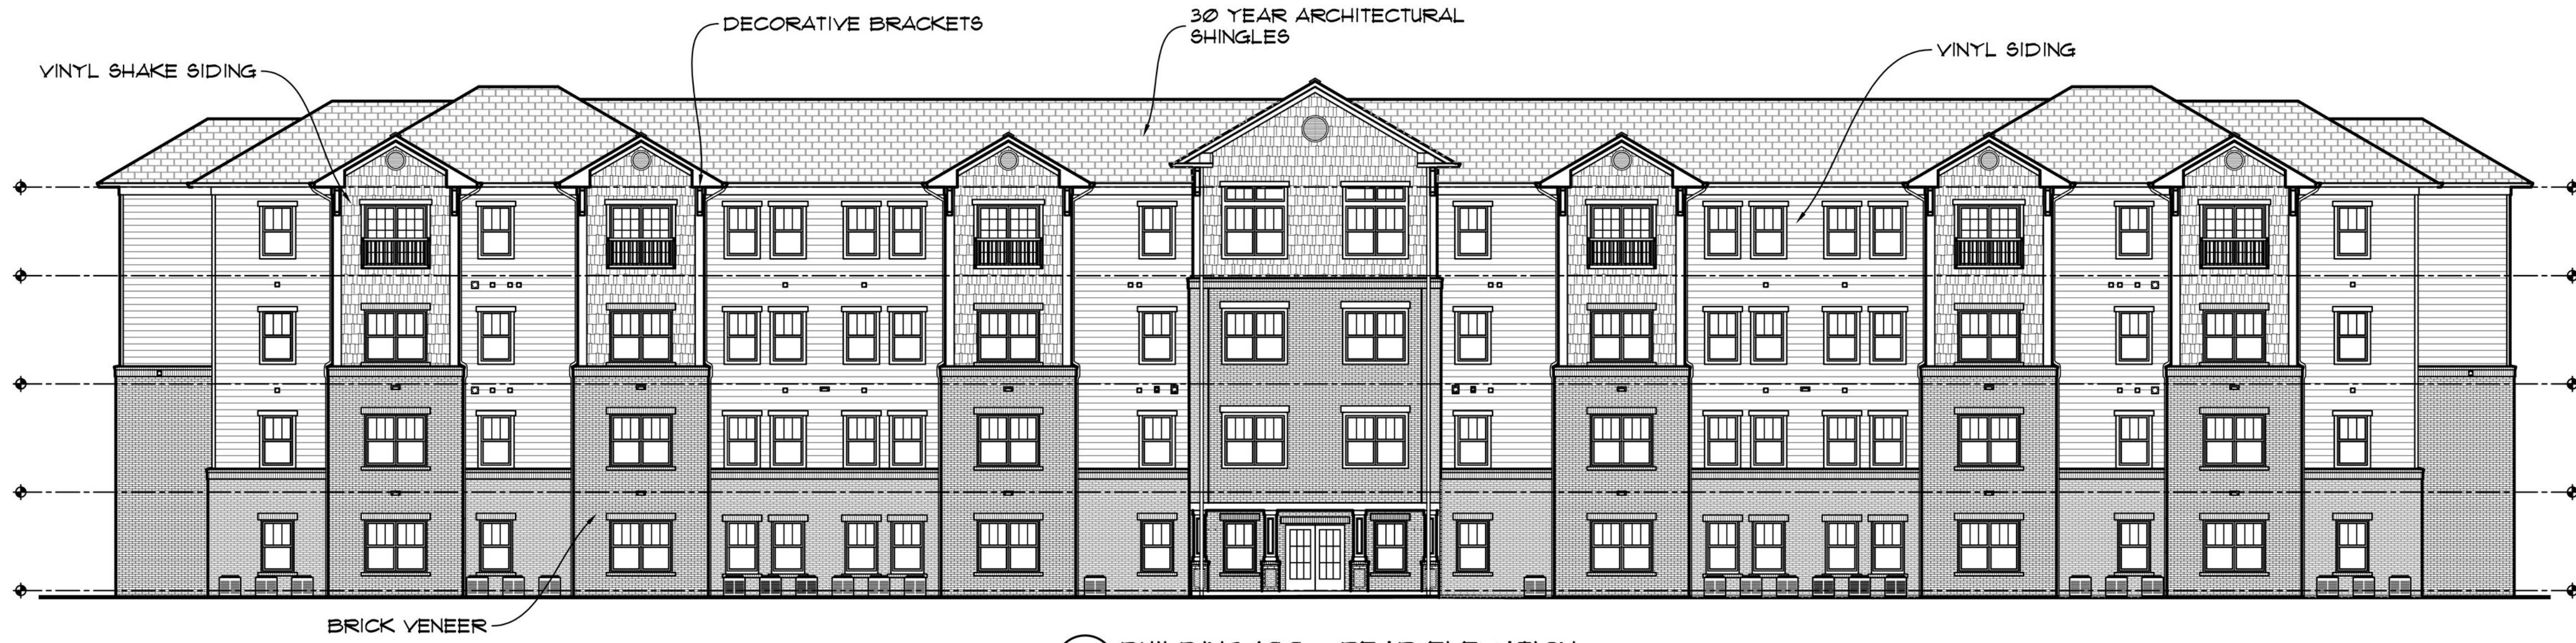 DECORATIVE BRACKETS
30 YEAR ARCHITECTURAL
SHINGLES
VINYL SIDING
VINYL SHAKE SIDING
BRICK VENEER